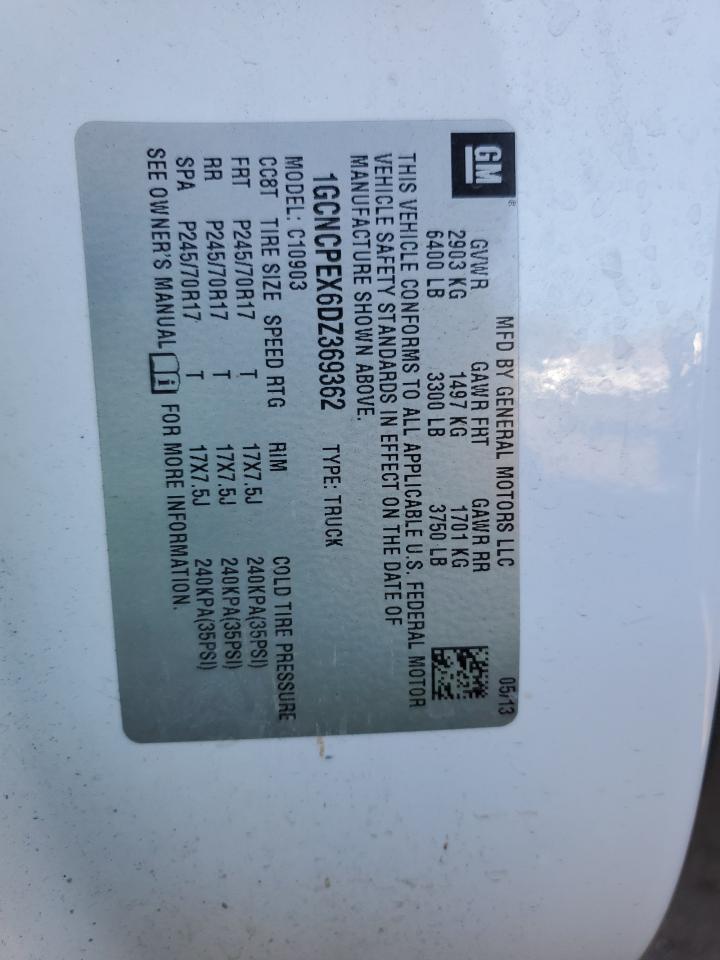 GM ®
MFD BY GENERAL MOTORS LLC 05/13
GVWR GAWR FRT GAWR RR
2903 KG 1497 KG 1701 KG
6400 LB 3300 LB 3750 LB
THIS VEHICLE CONFORMS TO ALL APPLICABLE U.S. FEDERAL MOTOR
VEHICLE SAFETY STANDARDS IN EFFECT ON THE DATE OF
MANUFACTURE SHOWN ABOVE.
1GCNCPEX6DZ369362 TYPE: TRUCK
MODEL: C10903
CC8T TIRE SIZE SPEED RTG RIM COLD TIRE PRESSURE
FRT P245/70R17 T 17X7.5J 240KPA(35PSI)
RR P245/70R17 T 17X7.5J 240KPA(35PSI)
SPA P245/70R17 T 17X7.5J 240KPA(35PSI)
SEE OWNER'S MANUAL FOR MORE INFORMATION.